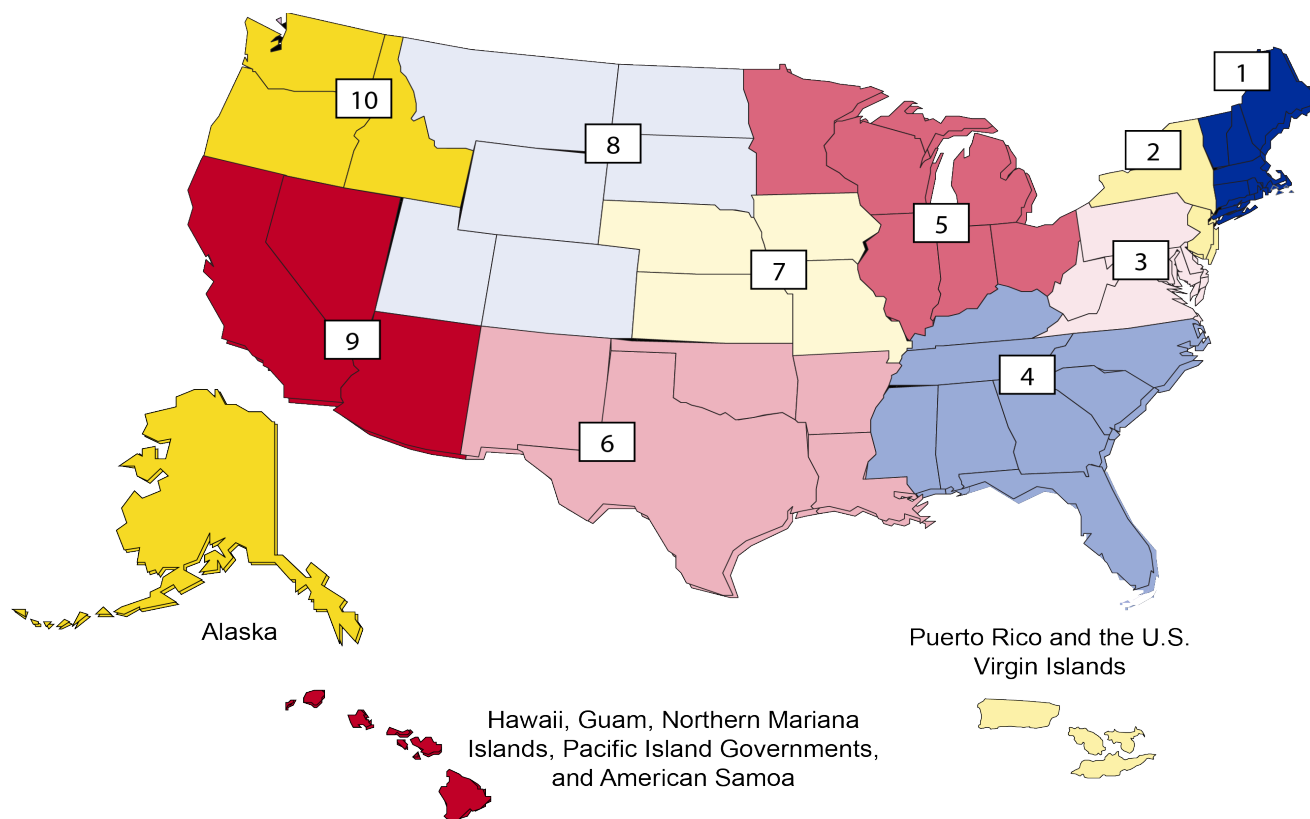 1
10
2
8
5
3
7
9
4
6
Alaska
Puerto Rico and the U.S.
Virgin Islands
Hawaii, Guam, Northern Mariana
Islands, Pacific Island Governments,
and American Samoa